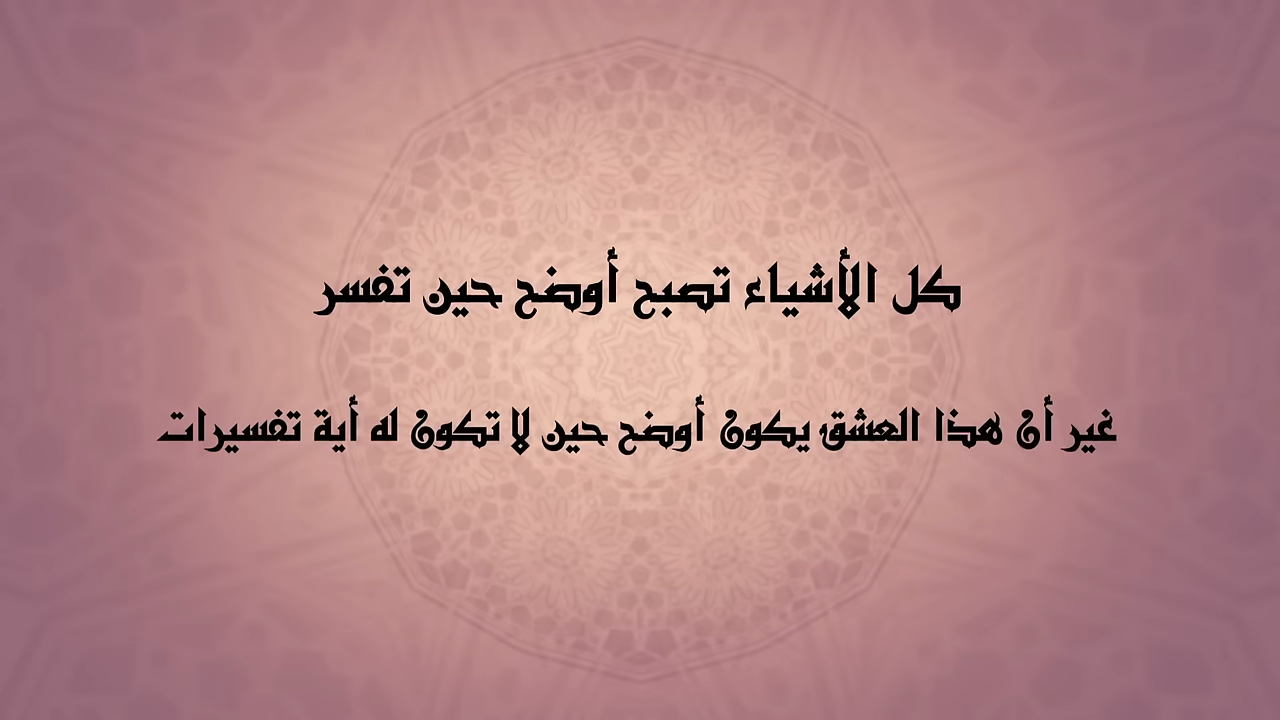 كل الأشياء تصبح أوضح حين تفسر
غير أن هذا العشق يكون أوضح حين لا تكون له أية تفسيرات